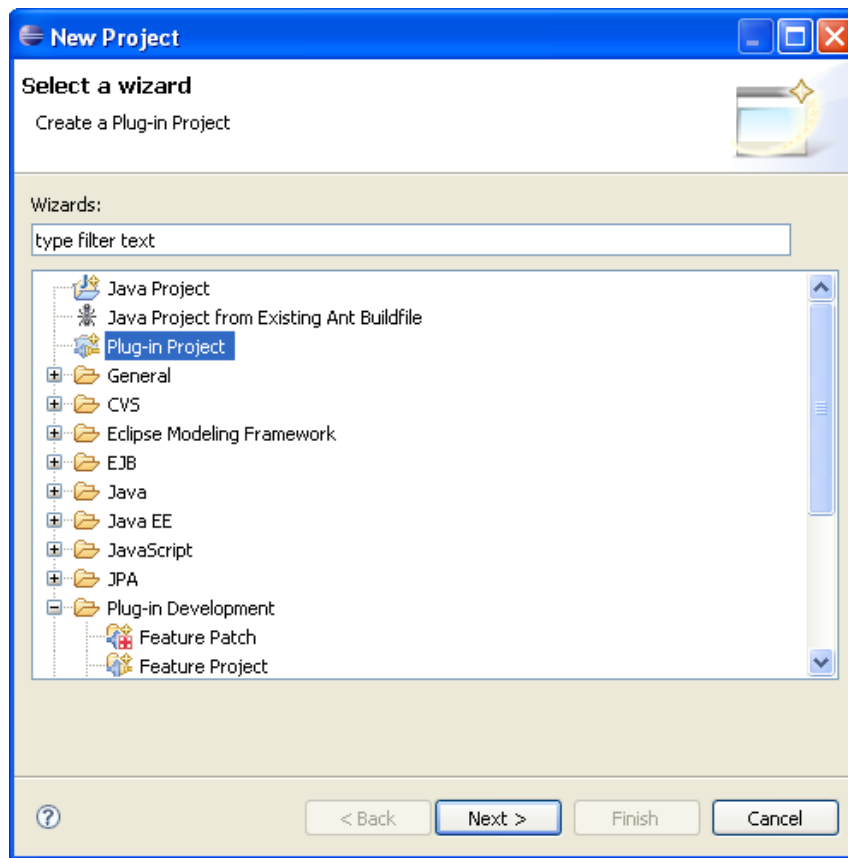 New Project
Select a wizard
Create a Plug-in Project
Wizards:
type filter text
Java Project
Java Project from Existing Ant Buildfile
Plug-in Project
General
CVS
Eclipse Modeling Framework
EJB
Java
Java EE
JavaScript
JPA
Plug-in Development
Feature Patch
Feature Project
< Back Next > Finish Cancel